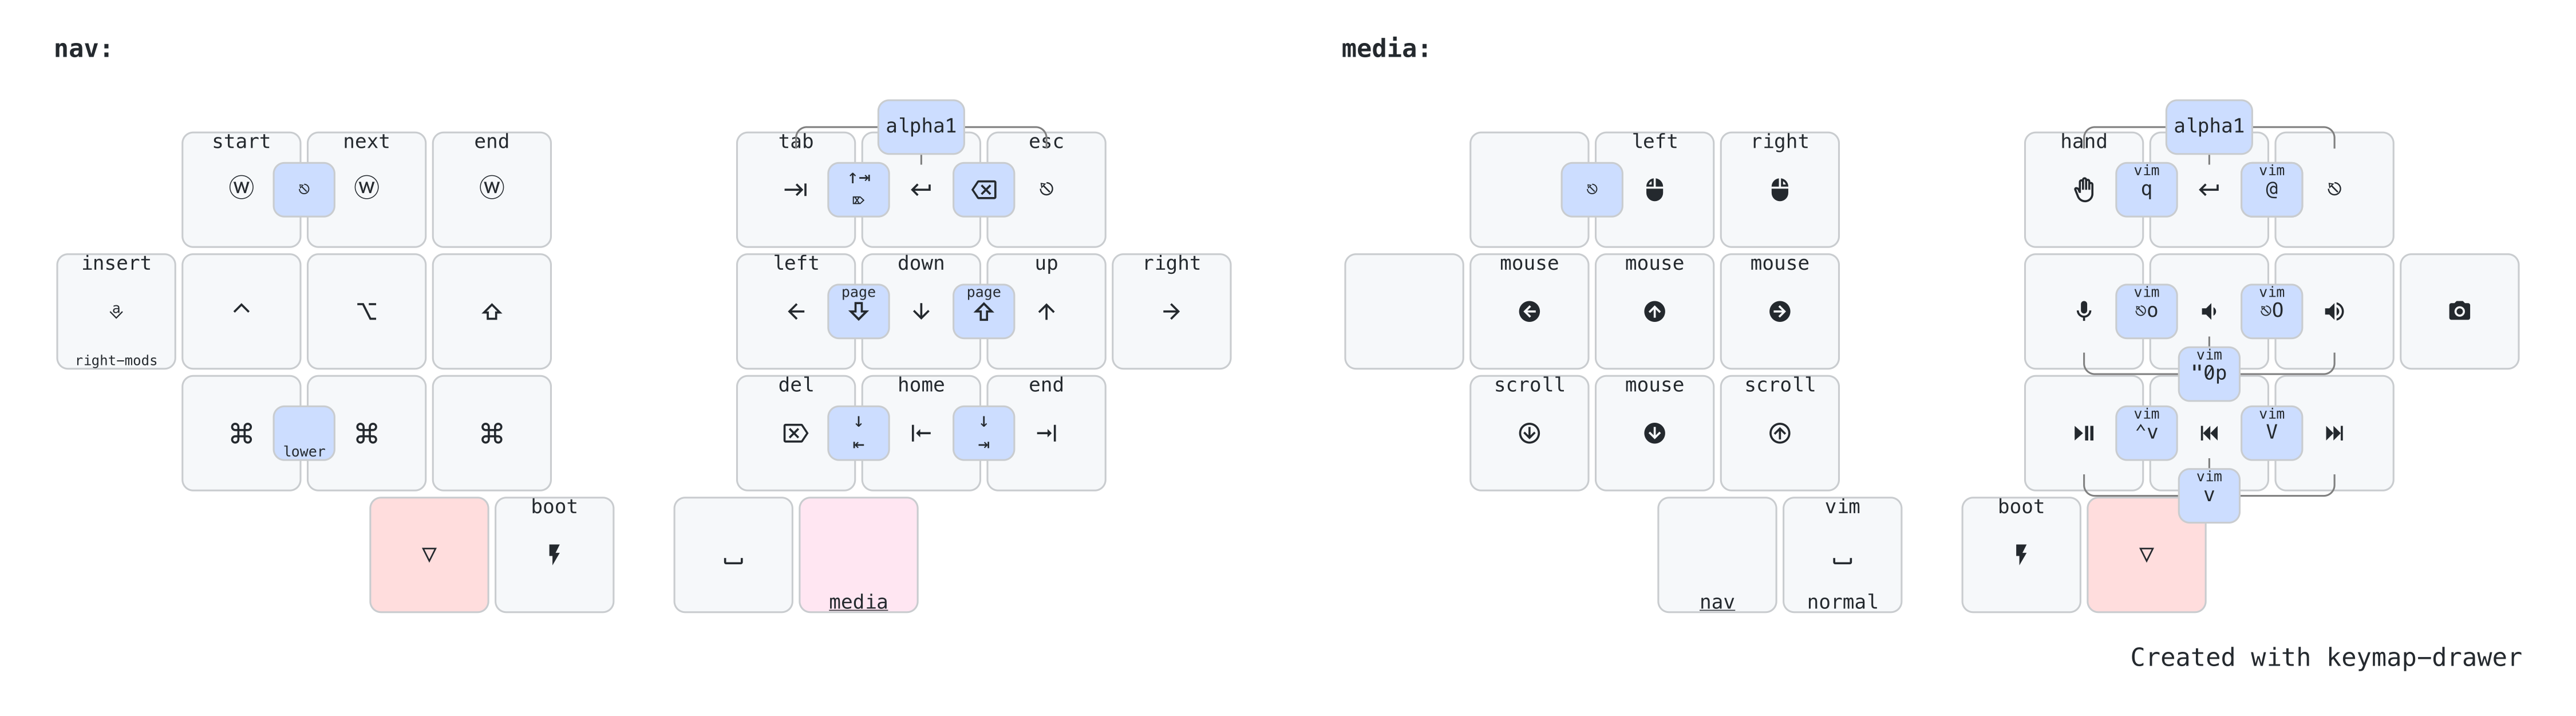 nav:
media:
alpha1
alpha1
start
next
end
tab
esc
left
right
hand
W
W
W
vim
q
vim
@
insert
left
down
up
right
mouse
mouse
mouse
a
page
page
vim
o
vim
O
right-mods
vim
"0p
del
home
end
scroll
mouse
scroll
vim
^v
vim
V
lower
vim
v
boot
vim
boot
media
nav
normal
Created with keymap-drawer